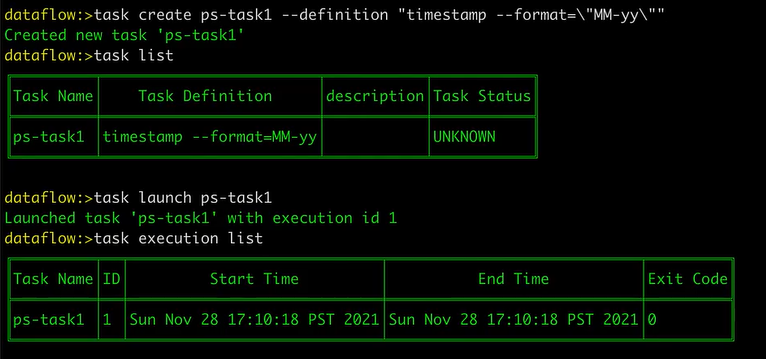 dataflow:>task create ps-task1 --definition "timestamp --format=\"MM-yy\""
Created new task 'ps-task1'
dataflow:>task list
Task Name Task Definition description Task Status
ps-task1 timestamp --format=MM-yy UNKNOWN
dataflow:>task launch ps-task1
Launched task 'ps-task1' with execution id 1
dataflow:>task execution list
Task Name ID Start Time End Time Exit Code
ps-task1 1 Sun Nov 28 17:10:18 PST 2021 Sun Nov 28 17:10:18 PST 2021 0